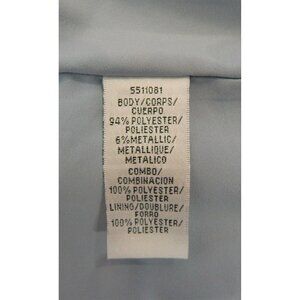 5511081
BODY/CORPS/
CUERPO
94% POLYESTER/
POLIESTER
6% METALLIC/
METALLIQUE/
METALICO
COMBO/
COMBINACION
100% POLYESTER/
POLIESTER
LINING/DOUBLURE/
FORRO
100% POLYESTER/
POLIESTER